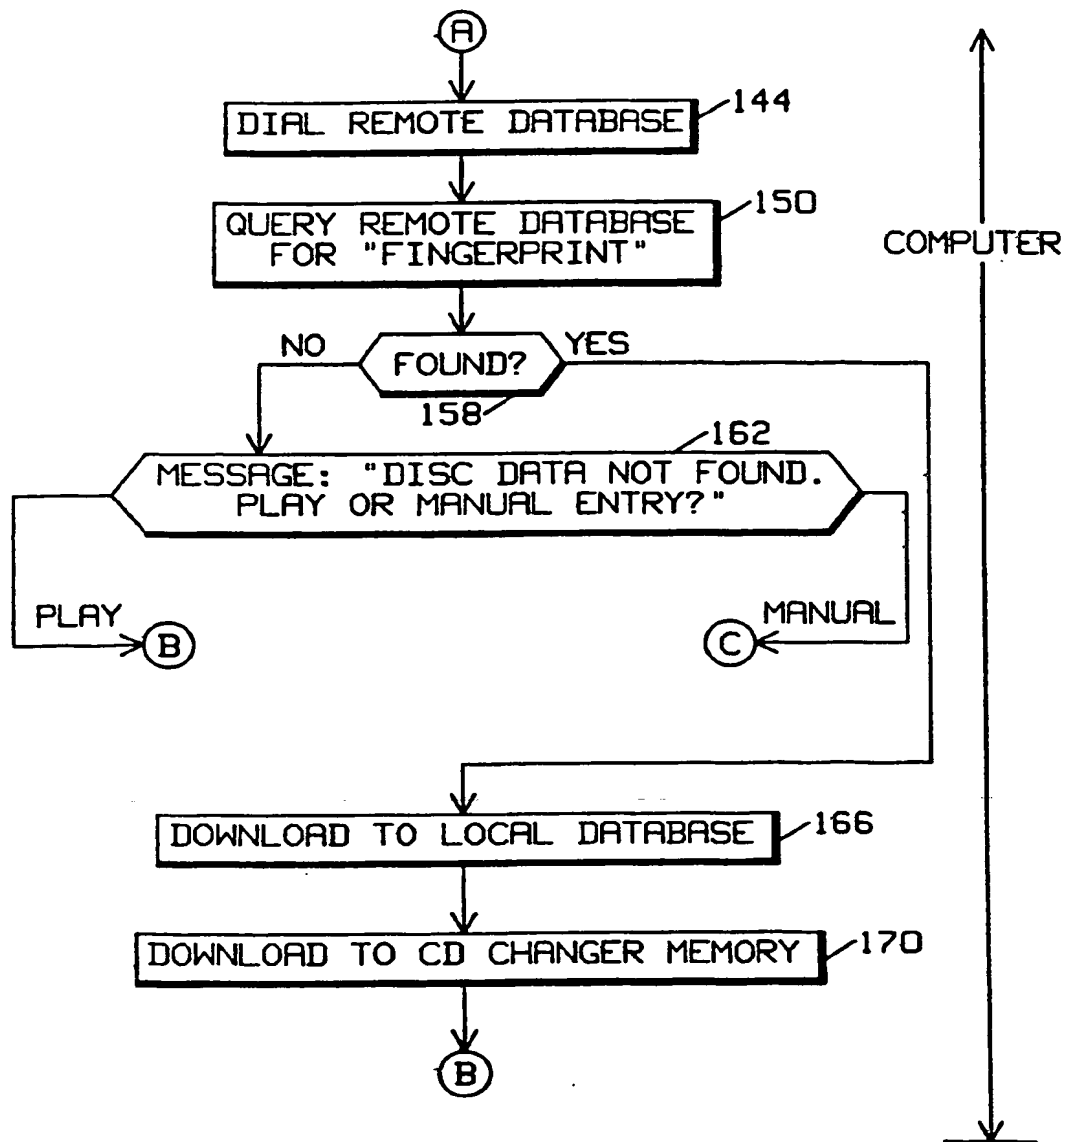 A
DIAL REMOTE DATABASE
144
QUERY REMOTE DATABASE
FOR "FINGERPRINT"
150
COMPUTER
NO
FOUND?
YES
158
162
MESSAGE: "DISC DATA NOT FOUND.
PLAY OR MANUAL ENTRY?"
PLAY
B
MANUAL
C
DOWNLOAD TO LOCAL DATABASE
166
DOWNLOAD TO CD CHANGER MEMORY
170
B